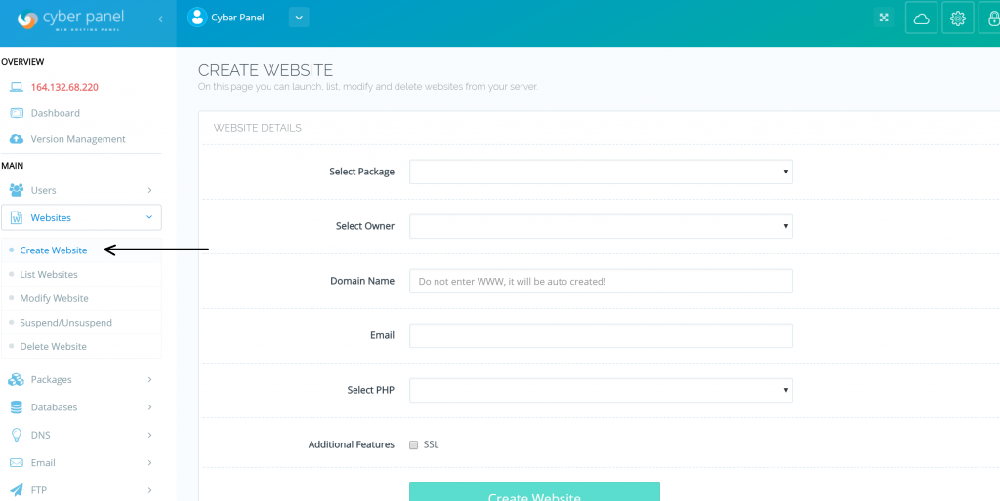 cyber panel
WEB HOSTING PANEL
Cyber Panel
OVERVIEW
164.132.68.220
Dashboard
Version Management
MAIN
Users
Websites
Create Website
List Websites
Modify Website
Suspend/Unsuspend
Delete Website
Packages
Databases
DNS
Email
FTP
CREATE WEBSITE
On this page you can launch, list, modify and delete websites from your server.
WEBSITE DETAILS
Select Package
Select Owner
Domain Name
Do not enter WWW, it will be auto created!
Email
Select PHP
Additional Features
SSL
Create Website